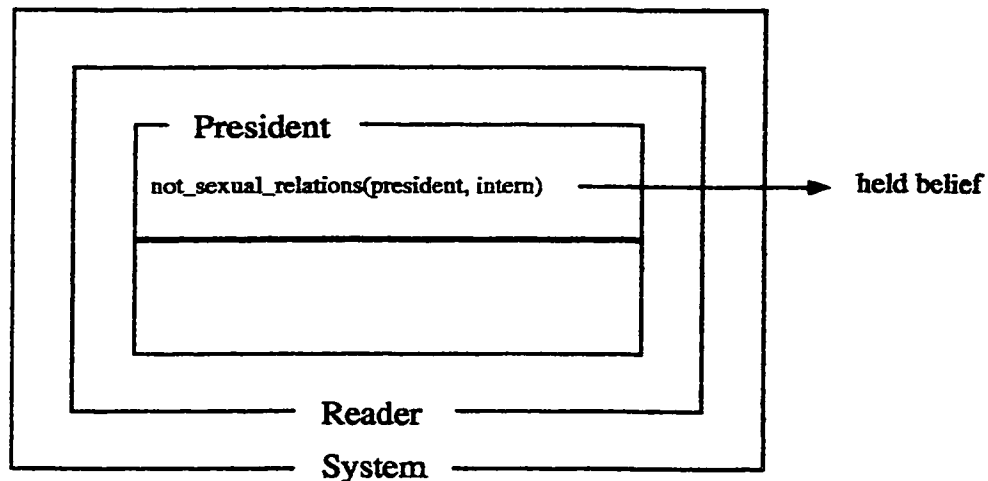 President
not_sexual_relations(president, intern)
held belief
Reader
System